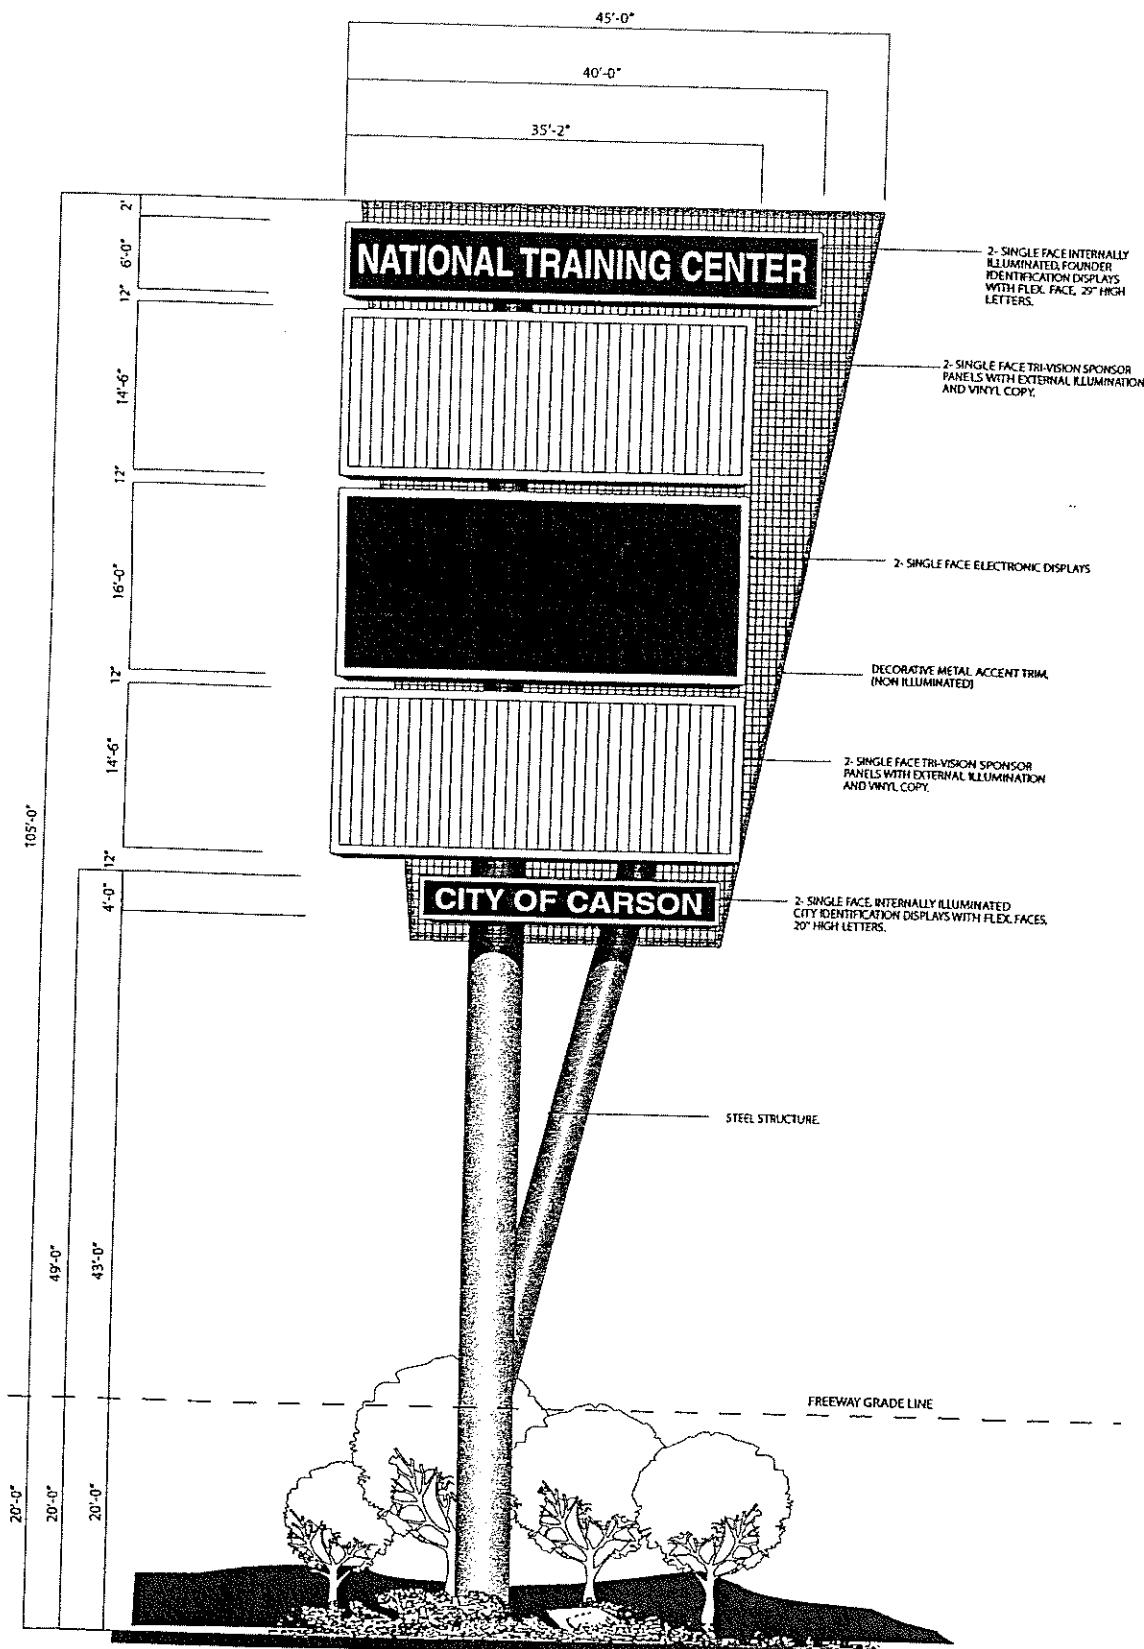 45'-0"
40'-0"
35'-2"
2'
6'-0"
12"
14'-6"
12"
16'-0"
12"
14'-6"
12"
4'-0"
105'-0"
49'-0"
43'-0"
20'-0"
20'-0"
20'-0"
NATIONAL TRAINING CENTER
CITY OF CARSON
2- SINGLE FACE INTERNALLY
ILLUMINATED, FOUNDER
IDENTIFICATION DISPLAYS
WITH FLEX. FACE, 29" HIGH
LETTERS.
2- SINGLE FACE TRI-VISION SPONSOR
PANELS WITH EXTERNAL ILLUMINATION
AND VINYL COPY.
2- SINGLE FACE ELECTRONIC DISPLAYS
DECORATIVE METAL ACCENT TRIM,
(NON ILLUMINATED)
2- SINGLE FACE TRI-VISION SPONSOR
PANELS WITH EXTERNAL ILLUMINATION
AND VINYL COPY.
2- SINGLE FACE, INTERNALLY ILLUMINATED
CITY IDENTIFICATION DISPLAYS WITH FLEX. FACES,
20" HIGH LETTERS.
STEEL STRUCTURE.
FREEWAY GRADE LINE